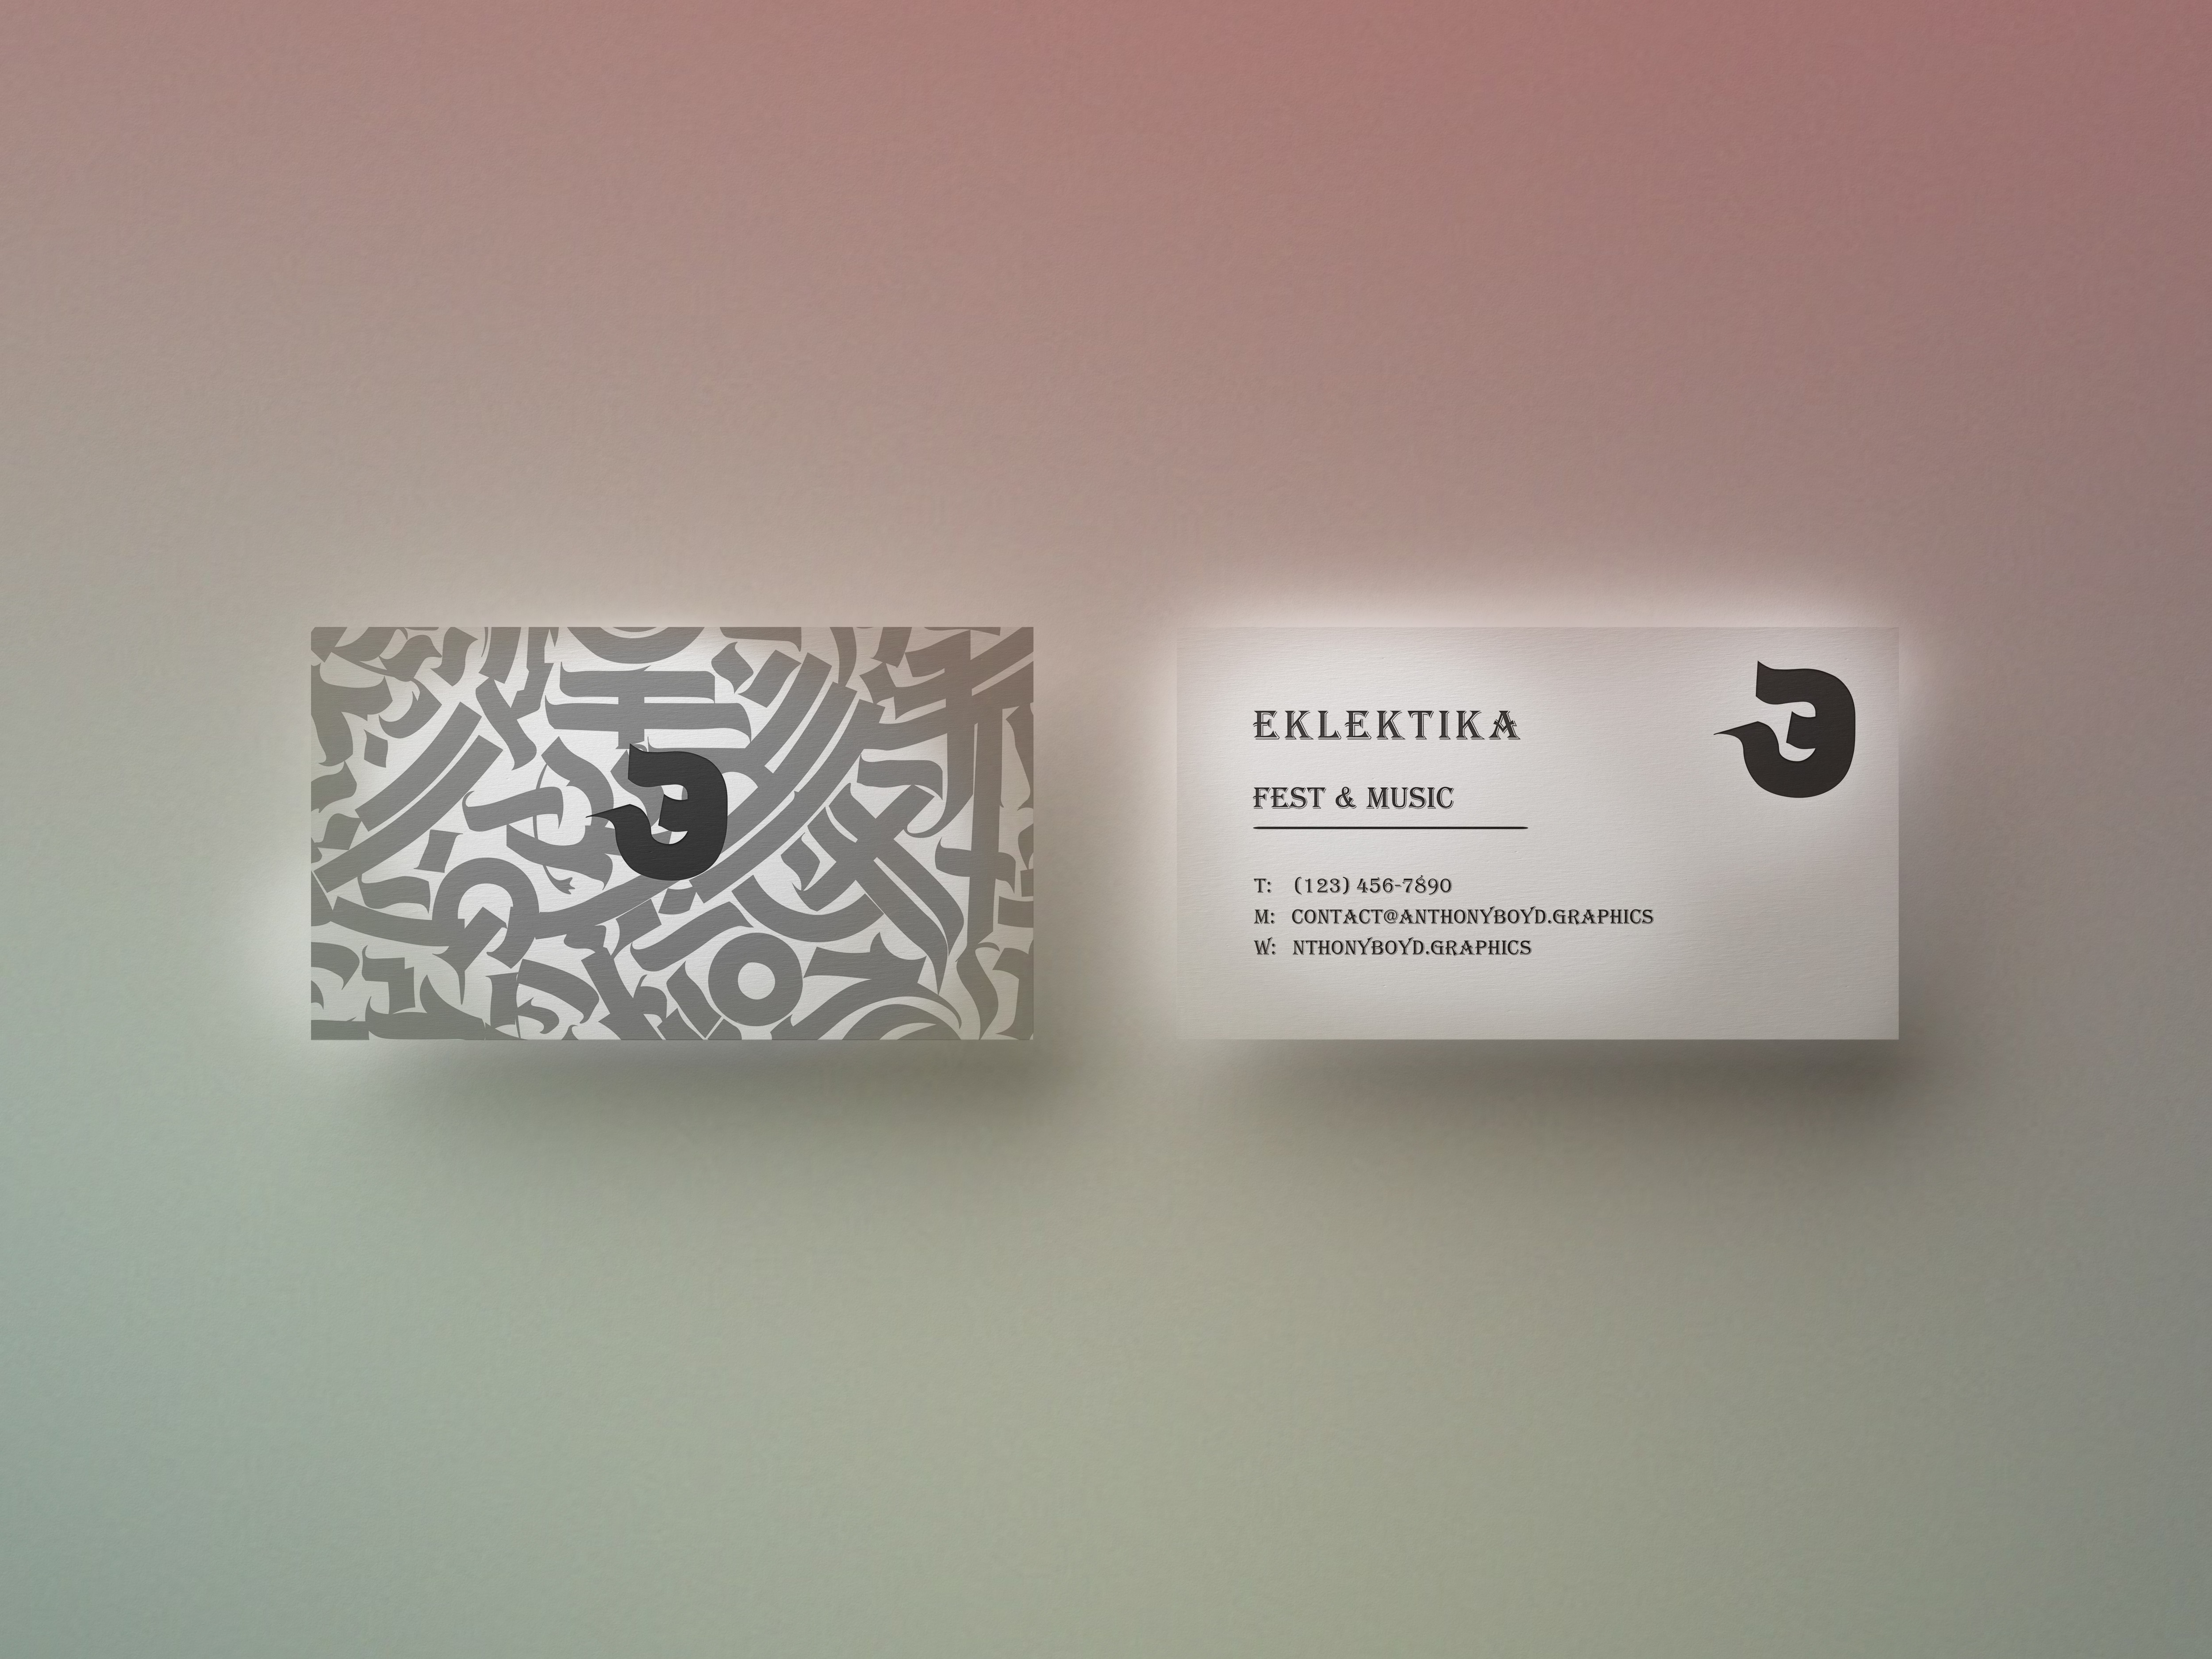 EKLEKTIKA
FEST & MUSIC
T: (123) 456-7890
M: CONTACT@ANTHONYBOYD.GRAPHICS
W: NTHONYBOYD.GRAPHICS